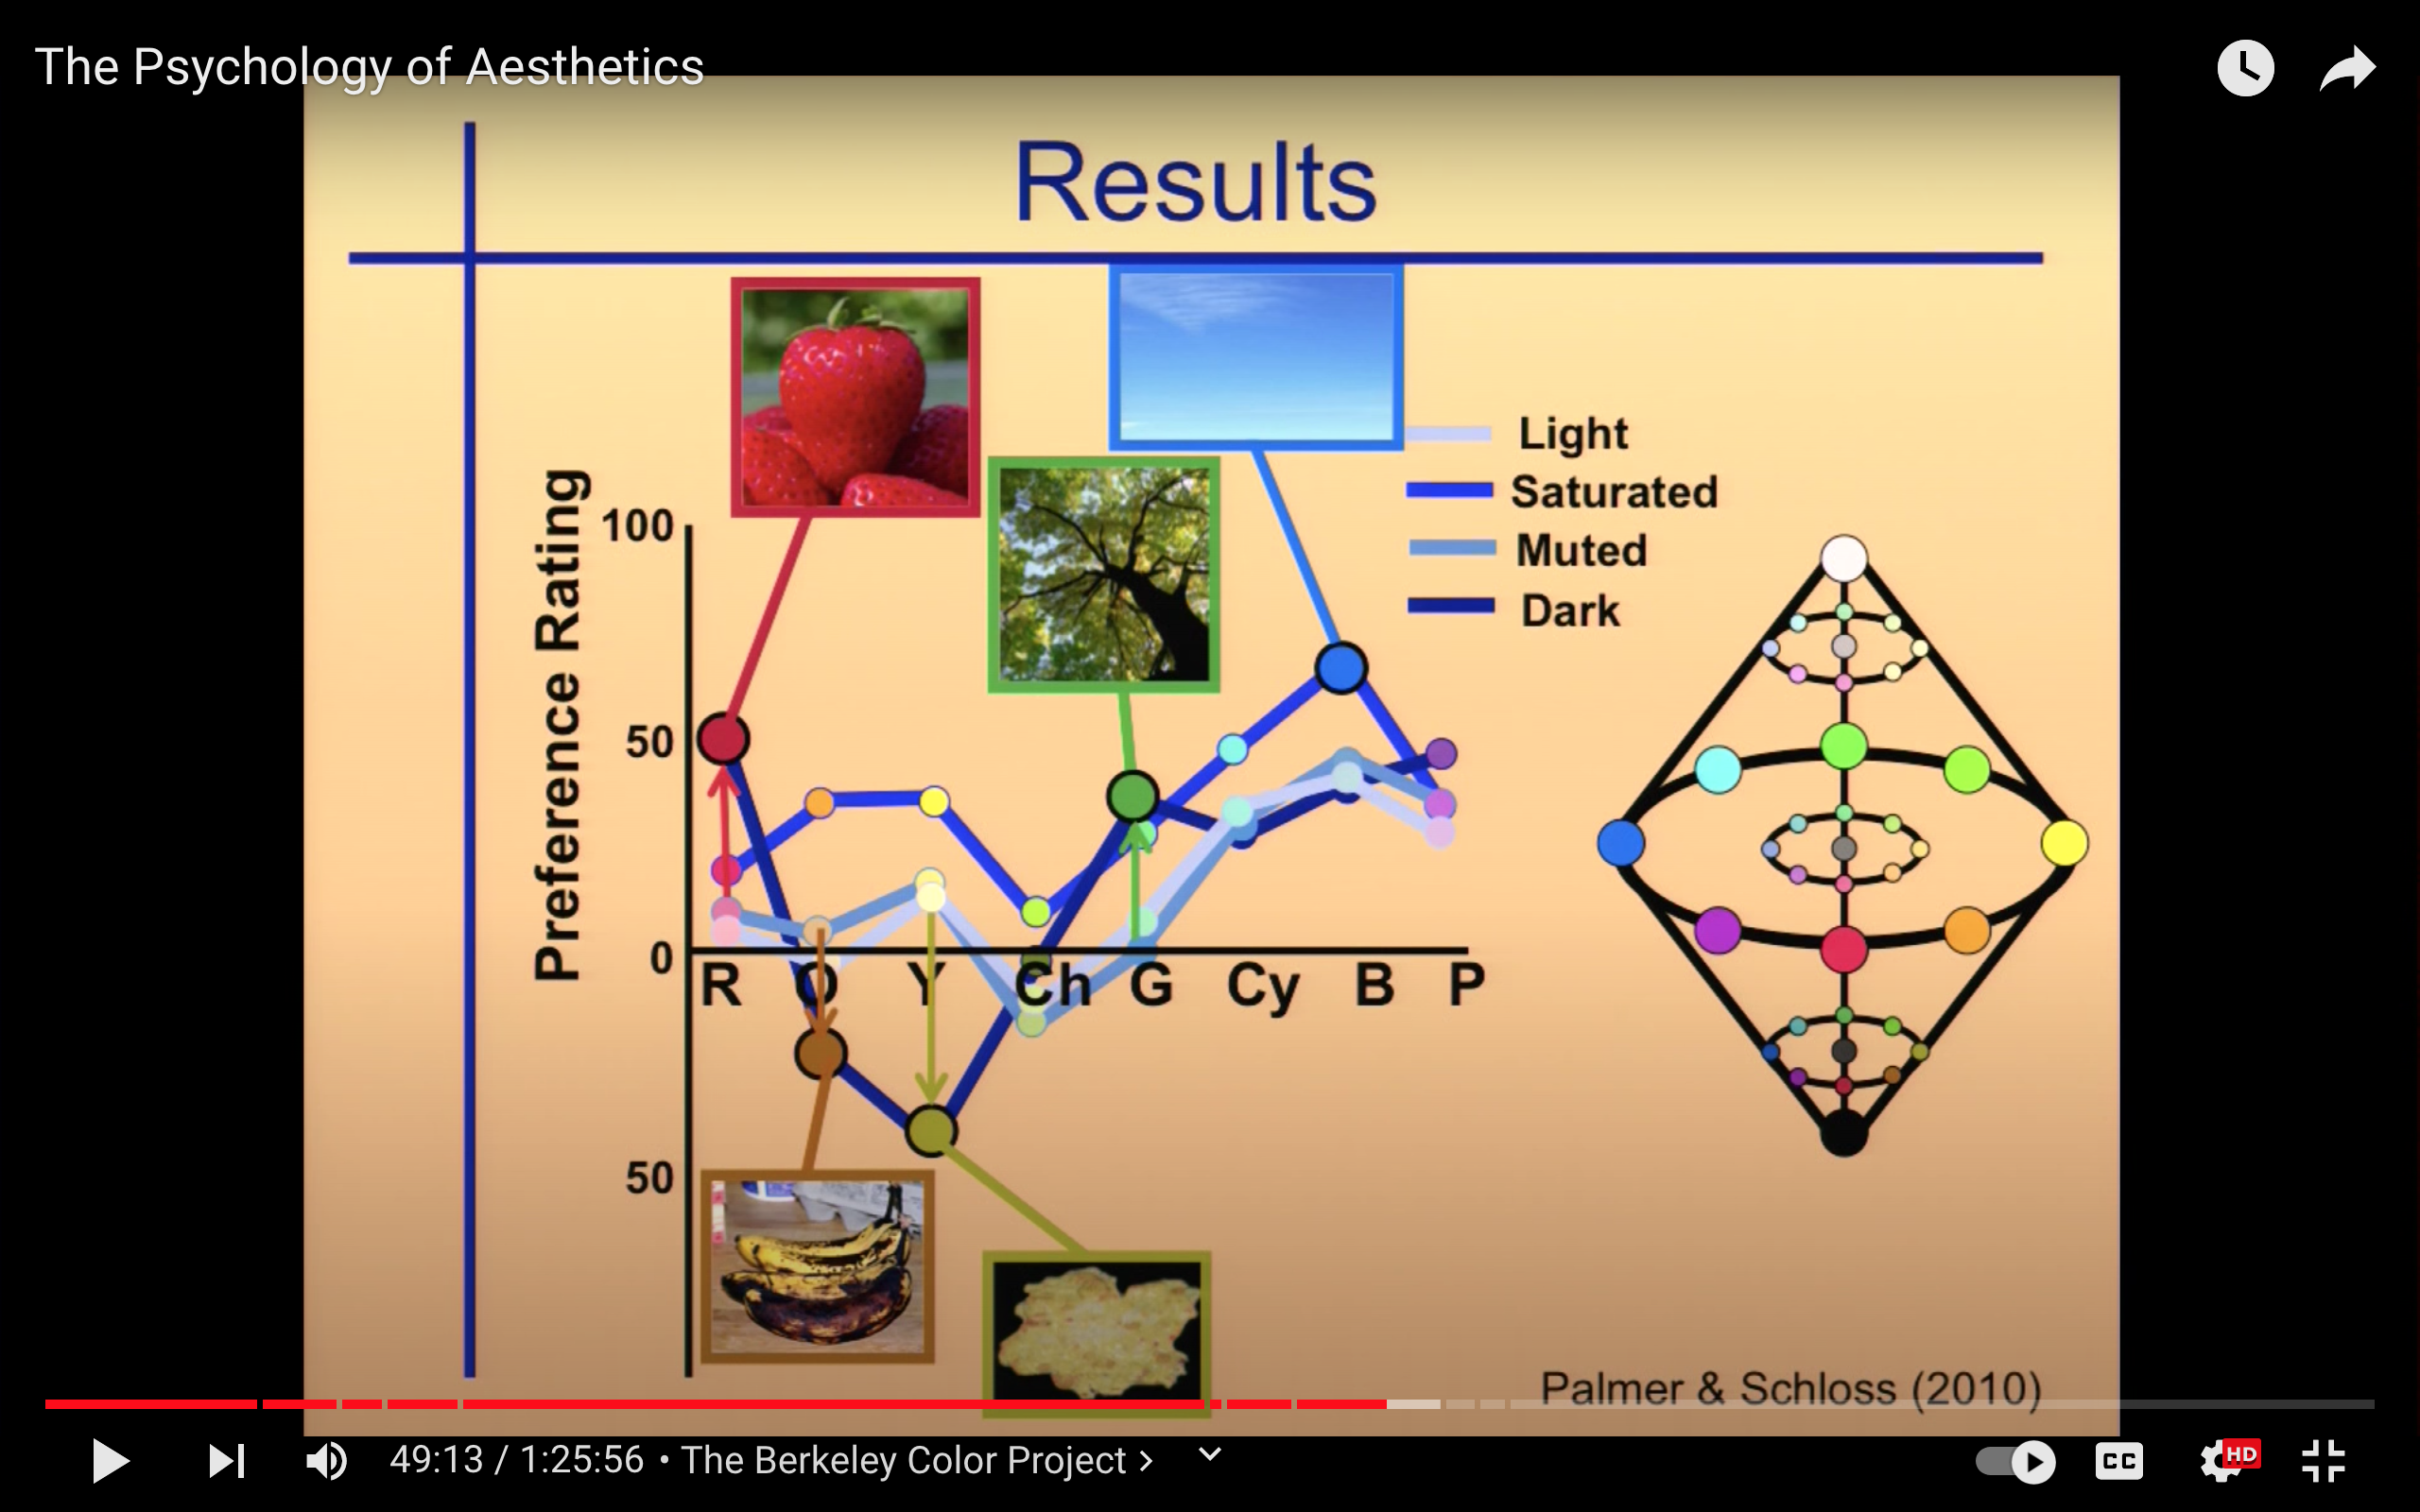 The Psychology of Aesthetics
Results
Light
Saturated
Muted
Dark
Preference Rating
100
50
0
50
R O Y Ch G Cy B P
Palmer & Schloss (2010)
49:13 / 1:25:56 • The Berkeley Color Project
CC
HD